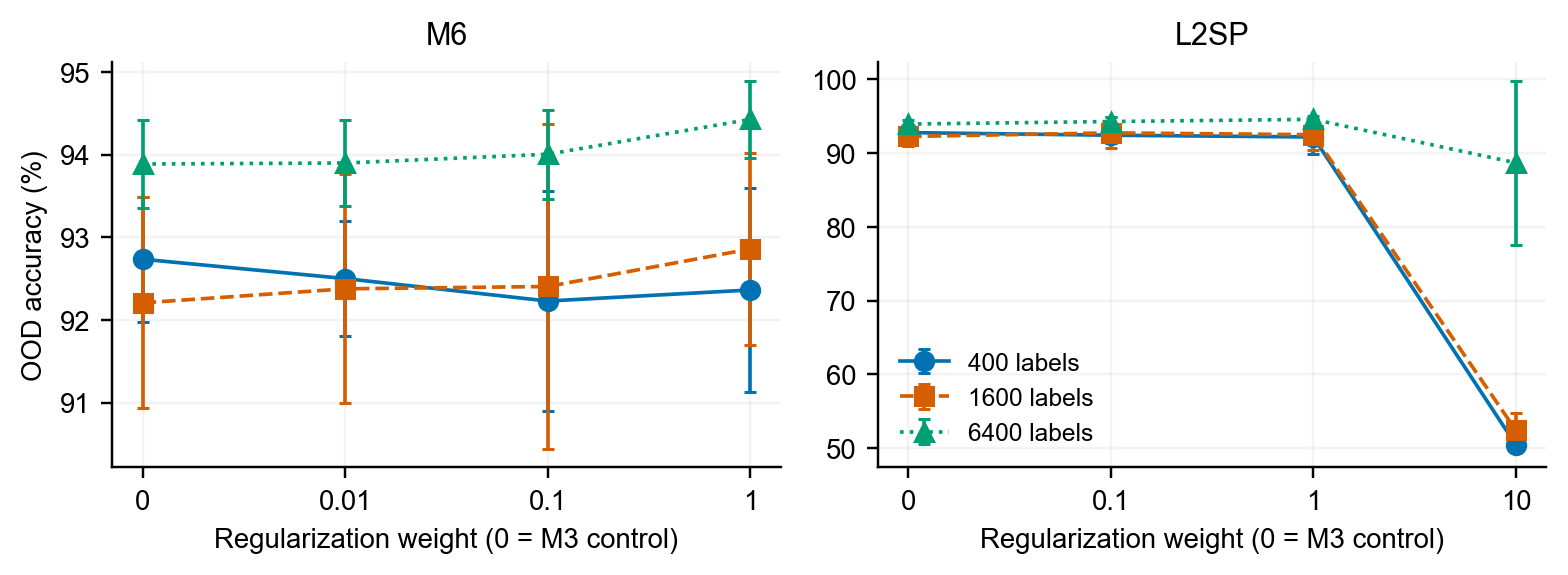 M6
95
94
93
92
91
OOD accuracy (%)
0
0.01
0.1
1
Regularization weight (0 = M3 control)
L2SP
100
90
80
70
60
50
400 labels
1600 labels
6400 labels
0
0.1
1
10
Regularization weight (0 = M3 control)